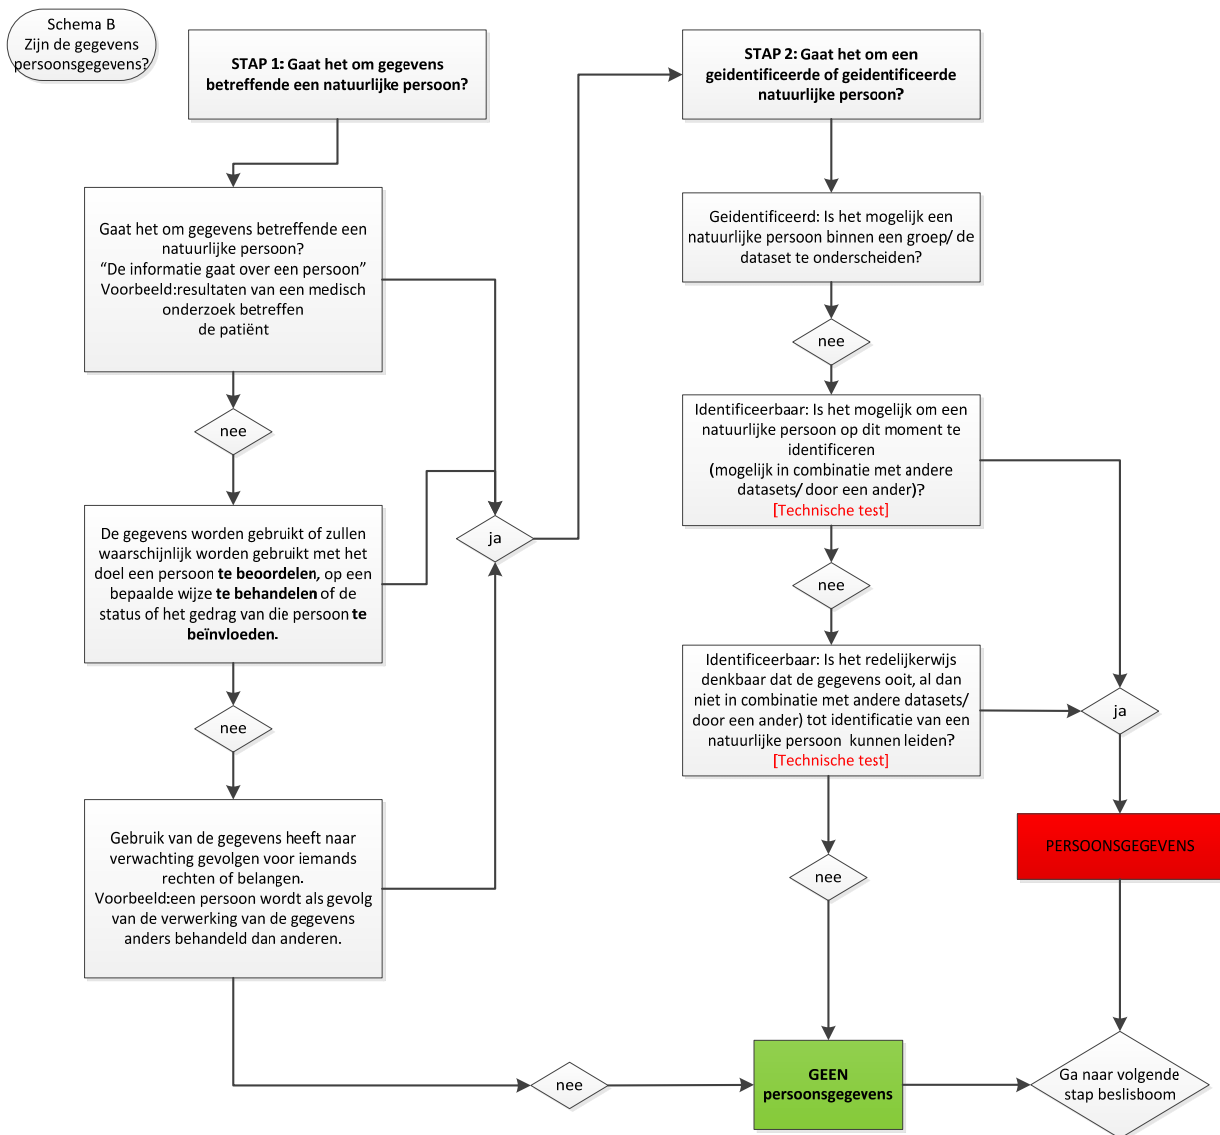 Schema B
Zijn de gegevens
persoonsgegevens?
STAP 1: Gaat het om gegevens
betreffende een natuurlijke persoon?
Gaat het om gegevens betreffende een
natuurlijke persoon?
“De informatie gaat over een persoon”
Voorbeeld:resultaten van een medisch
onderzoek betreffen
de patiënt
nee
De gegevens worden gebruikt of zullen
waarschijnlijk worden gebruikt met het
doel een persoon te beoordelen, op een
bepaalde wijze te behandelen of de
status of het gedrag van die persoon te
beïnvloeden.
nee
Gebruik van de gegevens heeft naar
verwachting gevolgen voor iemands
rechten of belangen.
Voorbeeld:een persoon wordt als gevolg
van de verwerking van de gegevens
anders behandeld dan anderen.
nee
ja
STAP 2: Gaat het om een
geidentificeerde of geidentificeerde
natuurlijke persoon?
Geidentificeerd: Is het mogelijk een
natuurlijke persoon binnen een groep/ de
dataset te onderscheiden?
nee
Identificeerbaar: Is het mogelijk om een
natuurlijke persoon op dit moment te
identificeren
(mogelijk in combinatie met andere
datasets/ door een ander)?
[Technische test]
nee
Identificeerbaar: Is het redelijkerwijs
denkbaar dat de gegevens ooit, al dan
niet in combinatie met andere datasets/
door een ander) tot identificatie van een
natuurlijke persoon kunnen leiden?
[Technische test]
nee
ja
PERSOONSGEGEVENS
GEEN
persoonsgegevens
Ga naar volgende
stap beslisboom